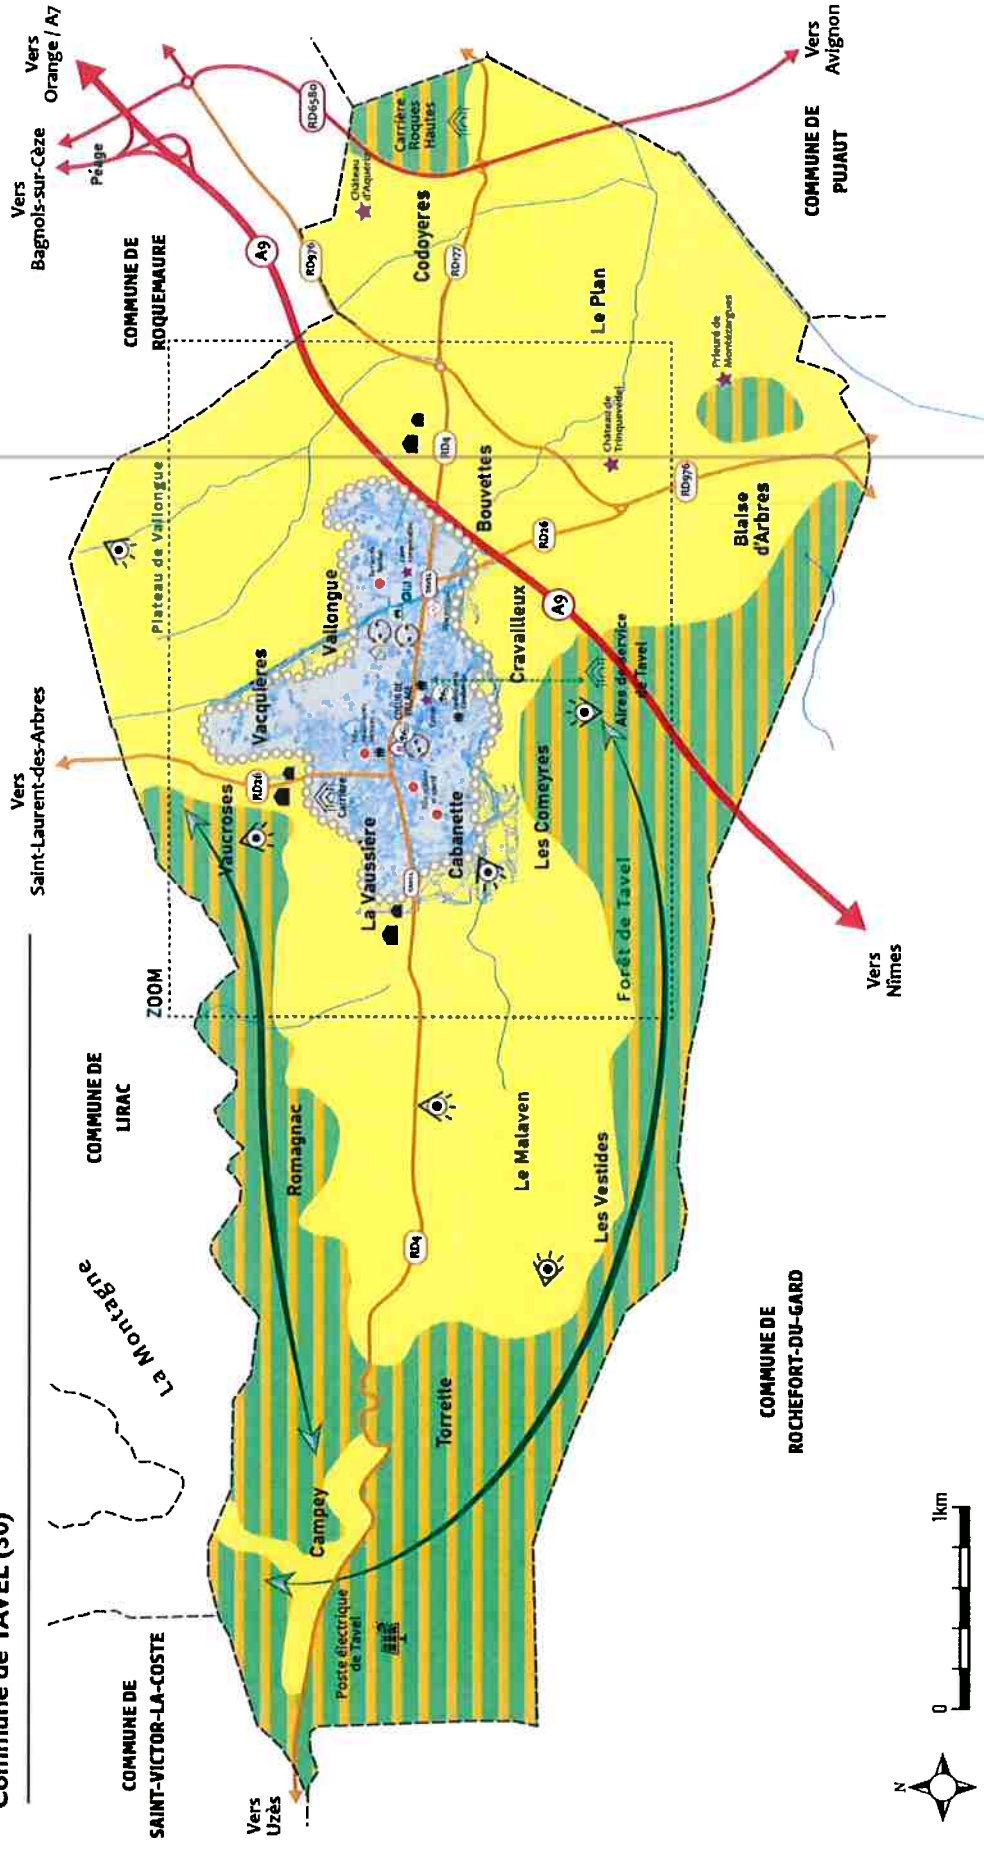 Commune de TAVEL (30)
COMMUNE DE
SAINT-VICTOR-LA-COSTE
Vers
Uzès
La Montagne
COMMUNE DE
LIRAC
Vers
Saint-Laurent-des-Arbres
COMMUNE DE
ROQUEMAURE
Vers
Bagnols-sur-Cèze
Vers
Orange / A7
Péage
RD6580
A9
RD976
Château
d'Aqueria
Carrière
Roques
Hautes
Codoyeres
RD177
Le Plan
Vers
Avignon
COMMUNE DE
PUJAUT
Prieuré de
Montézargues
Château de
Trinquevedel
RD976
Blaise
d'Arbres
RD26
Bouvettes
RD4
Plateau de Vallongue
Vallongue
Vacquières
RD26
Vaucroses
ZOOM
Carrière
La Vaussière
Cabanette
CŒUR DE
VILLAGE
Cravailleux
A9
Aires de service
de Tavel
Les Comeyres
Forêt de Tavel
Vers
Nîmes
Romagnac
RD4
Le Malaven
Les Vestides
Torrette
Campey
Poste électrique
de Tavel
COMMUNE DE
ROCHEFORT-DU-GARD
N
0
1km